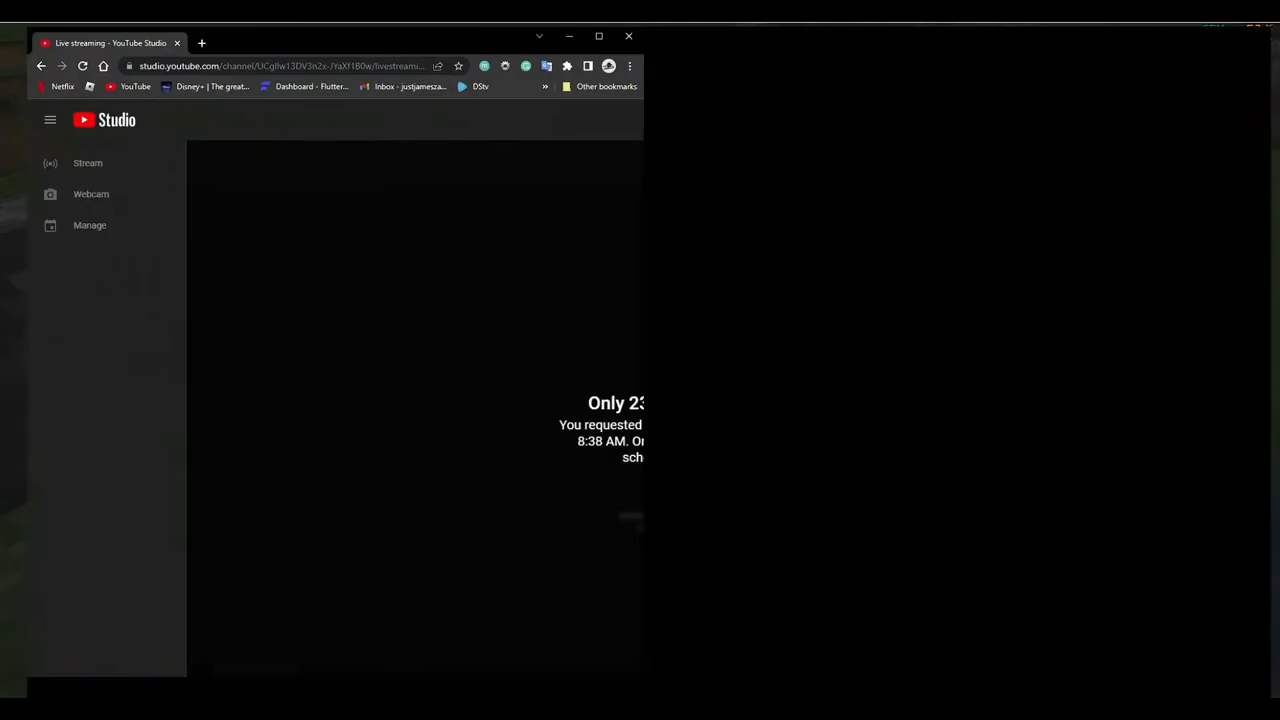 Live streaming - YouTube Studio
studio.youtube.com/channel/UCgIlw13DV3n2x-JYaXf1B0w/livestreami...
Netflix YouTube Disney+ | The great... Dashboard - Flutter... Inbox - justjamesza... DStv » Other bookmarks
Studio
Stream
Webcam
Manage
Only 23
You requested
8:38 AM. On
sch